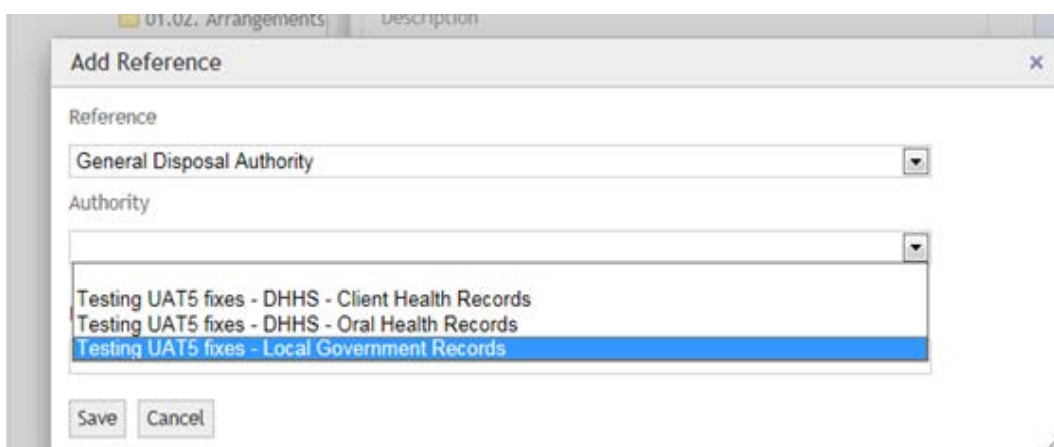 01.02. Arrangements
Description
Add Reference
×
Reference
General Disposal Authority
Authority
Testing UAT5 fixes - DHHS - Client Health Records
Testing UAT5 fixes - DHHS - Oral Health Records
Testing UAT5 fixes - Local Government Records
Save
Cancel